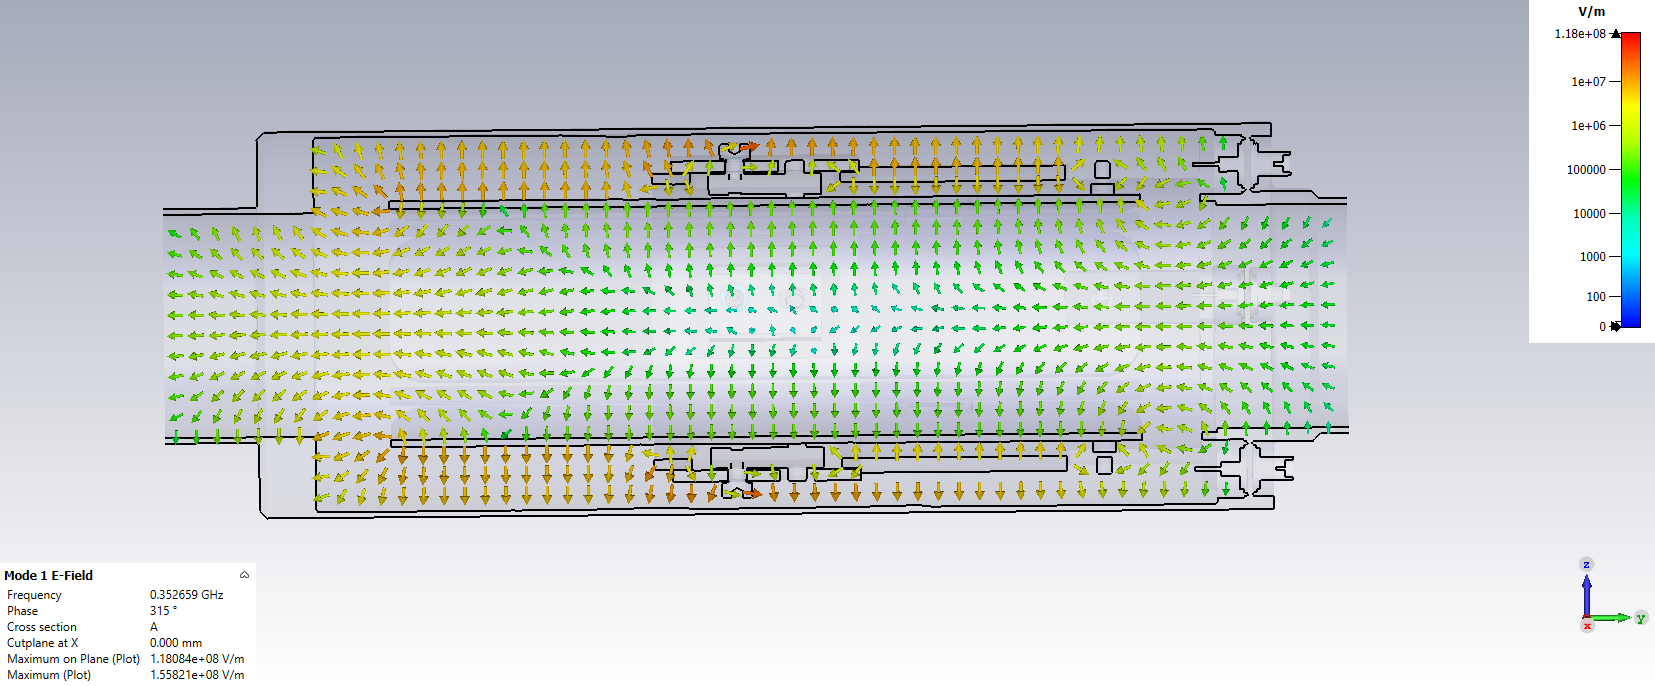 V/m
1.18e+08
1e+07
1e+06
100000
10000
1000
100
0
Mode 1 E-Field
Frequency 0.352659 GHz
Phase 315 °
Cross section A
Cutplane at X 0.000 mm
Maximum on Plane (Plot) 1.18084e+08 V/m
Maximum (Plot) 1.55821e+08 V/m
z
y
x